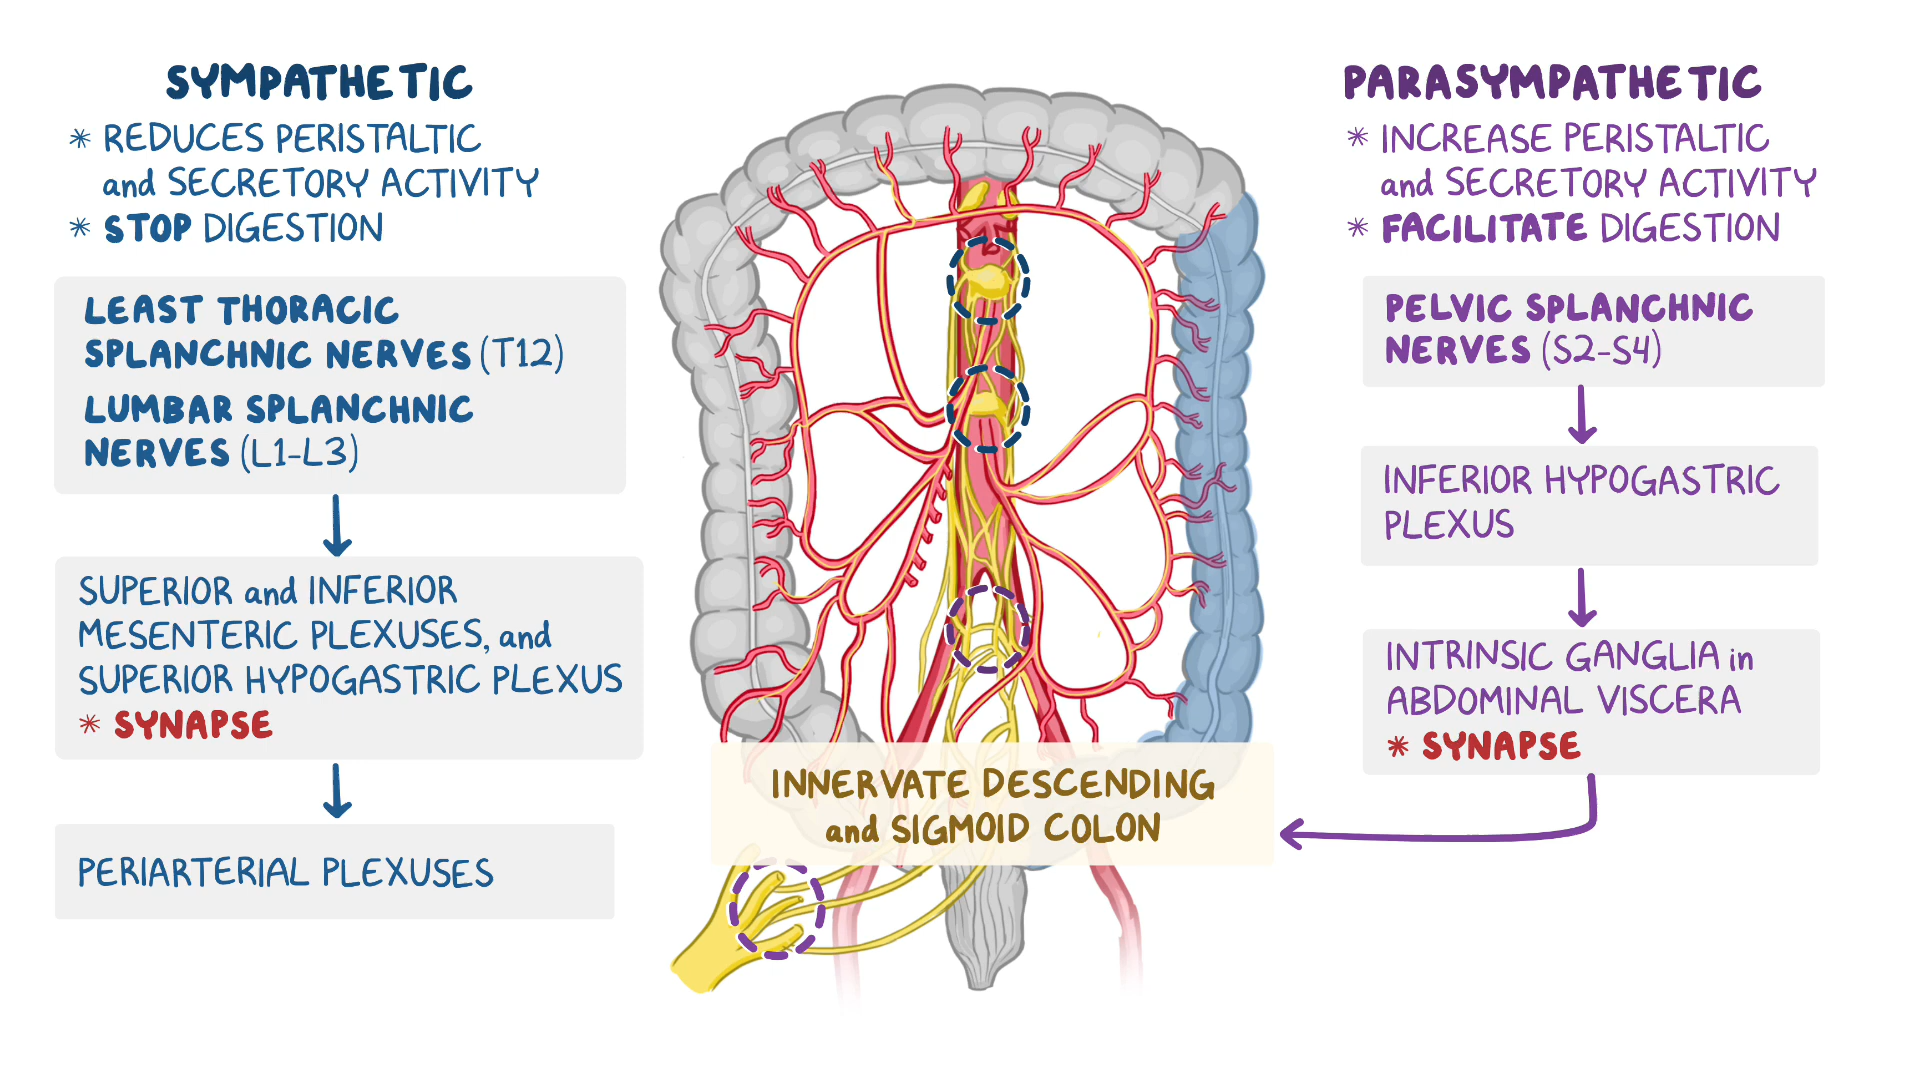 SYMPATHETIC
* REDUCES PERISTALTIC
and SECRETORY ACTIVITY
* STOP DIGESTION
LEAST THORACIC
SPLANCHNIC NERVES (T12)
LUMBAR SPLANCHNIC
NERVES (L1-L3)
SUPERIOR and INFERIOR
MESENTERIC PLEXUSES, and
SUPERIOR HYPOGASTRIC PLEXUS
* SYNAPSE
PERIARTERIAL PLEXUSES
INNERVATE DESCENDING
and SIGMOID COLON
PARASYMPATHETIC
* INCREASE PERISTALTIC
and SECRETORY ACTIVITY
* FACILITATE DIGESTION
PELVIC SPLANCHNIC
NERVES (S2-S4)
INFERIOR HYPOGASTRIC
PLEXUS
INTRINSIC GANGLIA in
ABDOMINAL VISCERA
* SYNAPSE